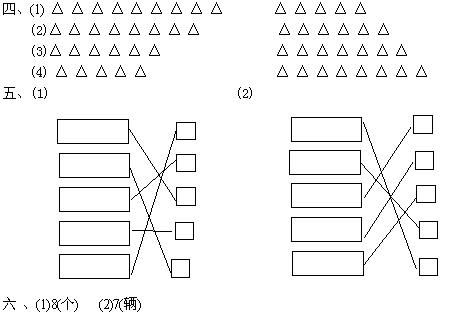 四、(1) △ △ △ △ △ △ △ △ △ △ △ △ △ △
(2) △ △ △ △ △ △ △ △ △ △ △ △ △ △
(3) △ △ △ △ △ △ △ △ △ △ △ △ △
(4) △ △ △ △ △ △ △ △ △ △ △ △ △
五、(1) (2)
六、(1)8(个) (2)7(辆)